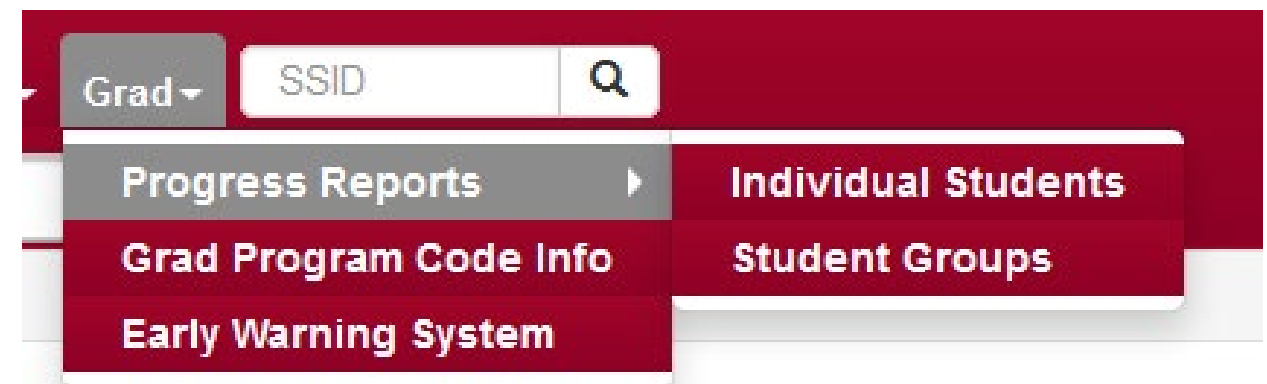 Grad SSID
Progress Reports Individual Students
Grad Program Code Info Student Groups
Early Warning System